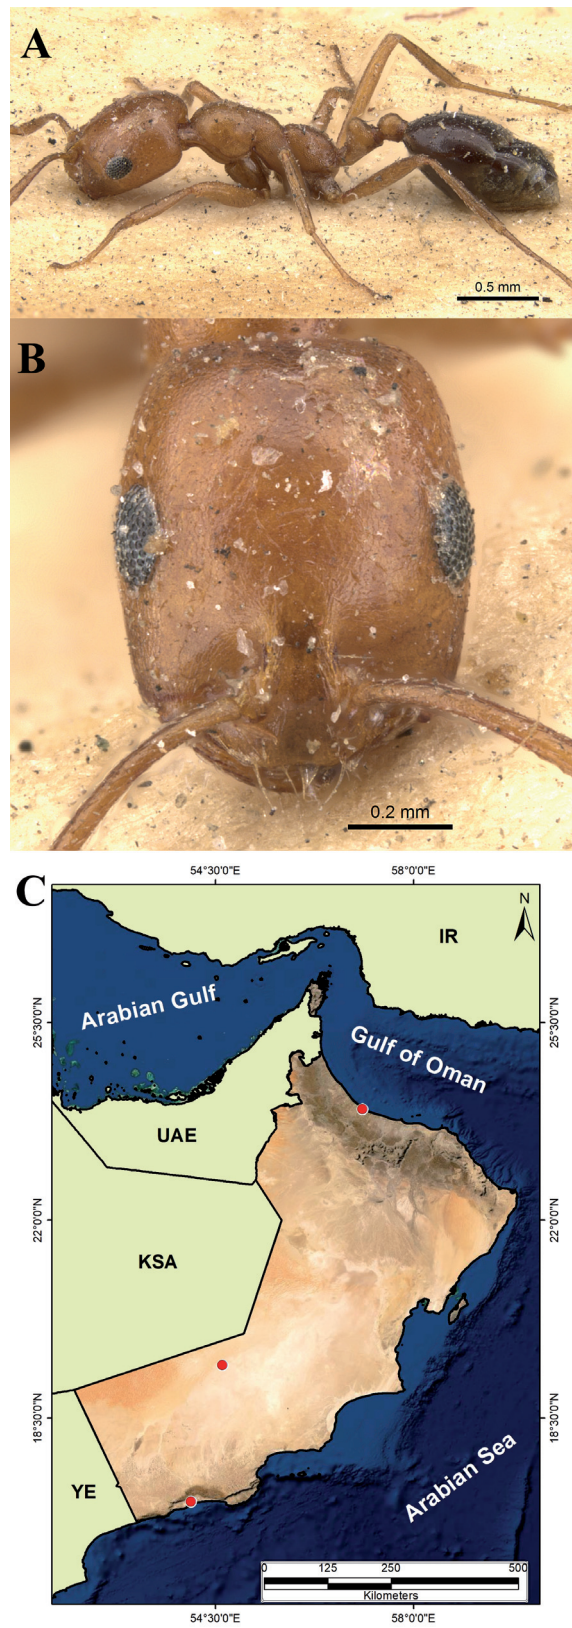 A
0.5 mm
B
0.2 mm
C
54°30'0"E 58°0'0"E
N
IR
Arabian Gulf
25°30'0"N 25°30'0"N
Gulf of Oman
UAE
22°0'0"N 22°0'0"N
KSA
18°30'0"N 18°30'0"N
YE
Arabian Sea
0 125 250 500
Kilometers
54°30'0"E 58°0'0"E